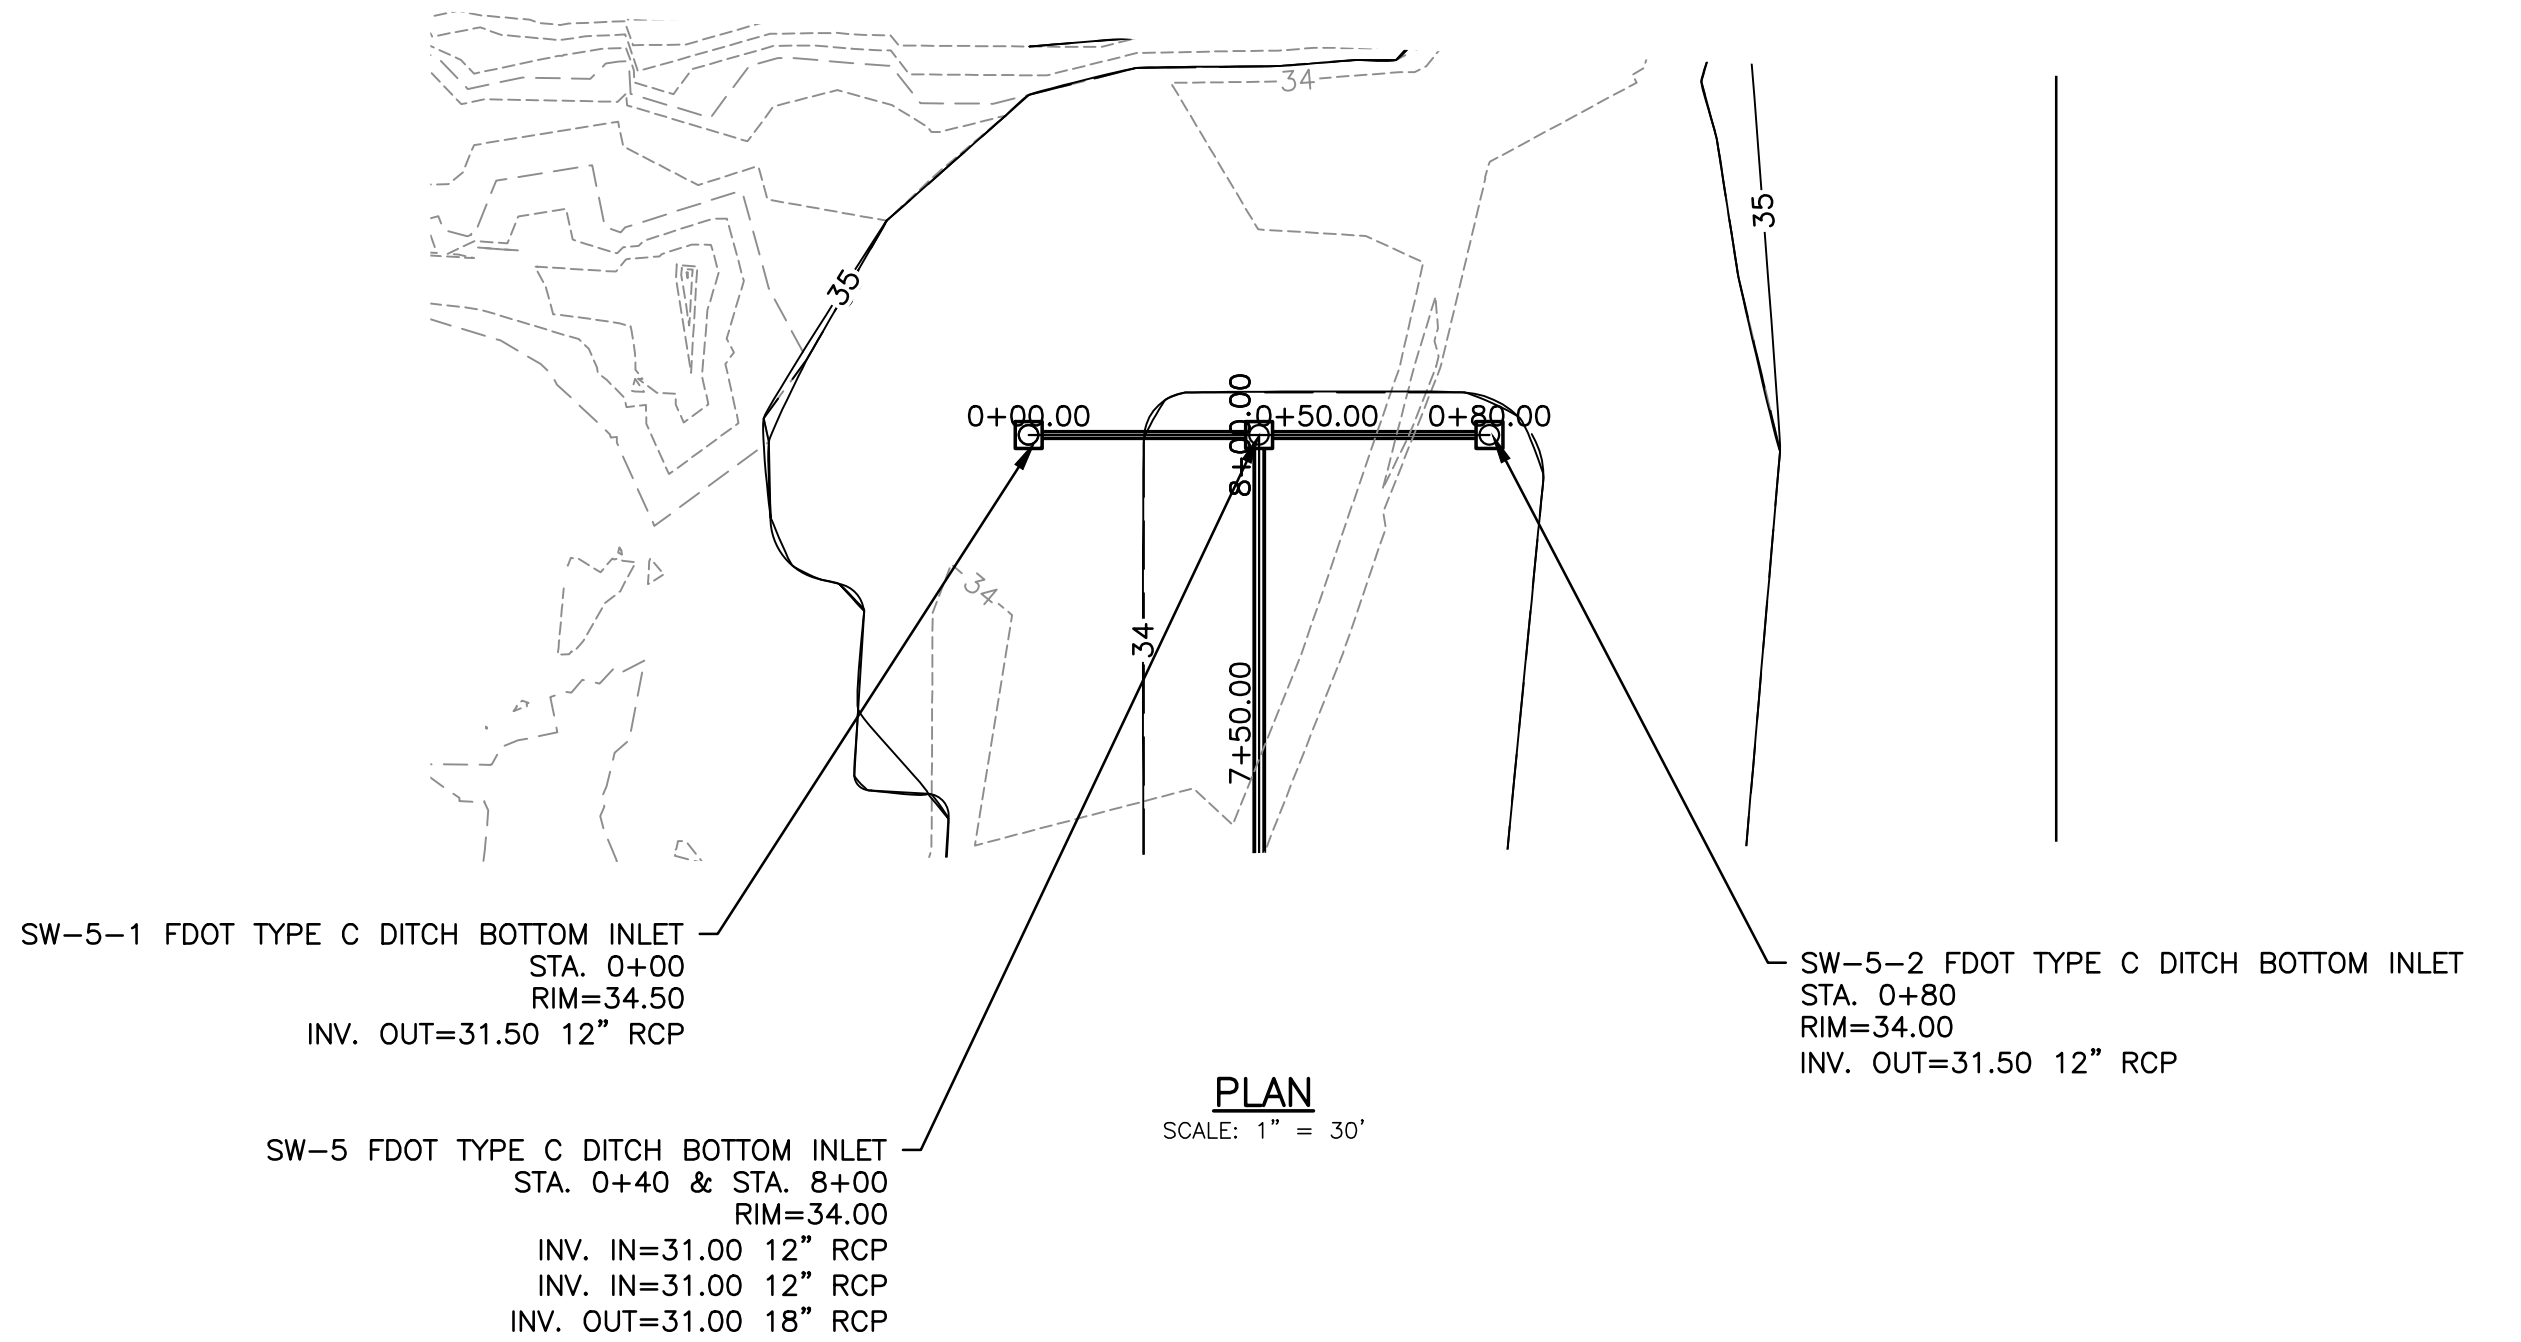 34
35
35
0+00.00
8+00.00
0+50.00
0+80.00
34
34
7+50.00
SW-5-1 FDOT TYPE C DITCH BOTTOM INLET
STA. 0+00
RIM=34.50
INV. OUT=31.50 12" RCP
SW-5-2 FDOT TYPE C DITCH BOTTOM INLET
STA. 0+80
RIM=34.00
INV. OUT=31.50 12" RCP
PLAN
SCALE: 1" = 30'
SW-5 FDOT TYPE C DITCH BOTTOM INLET
STA. 0+40 & STA. 8+00
RIM=34.00
INV. IN=31.00 12" RCP
INV. IN=31.00 12" RCP
INV. OUT=31.00 18" RCP